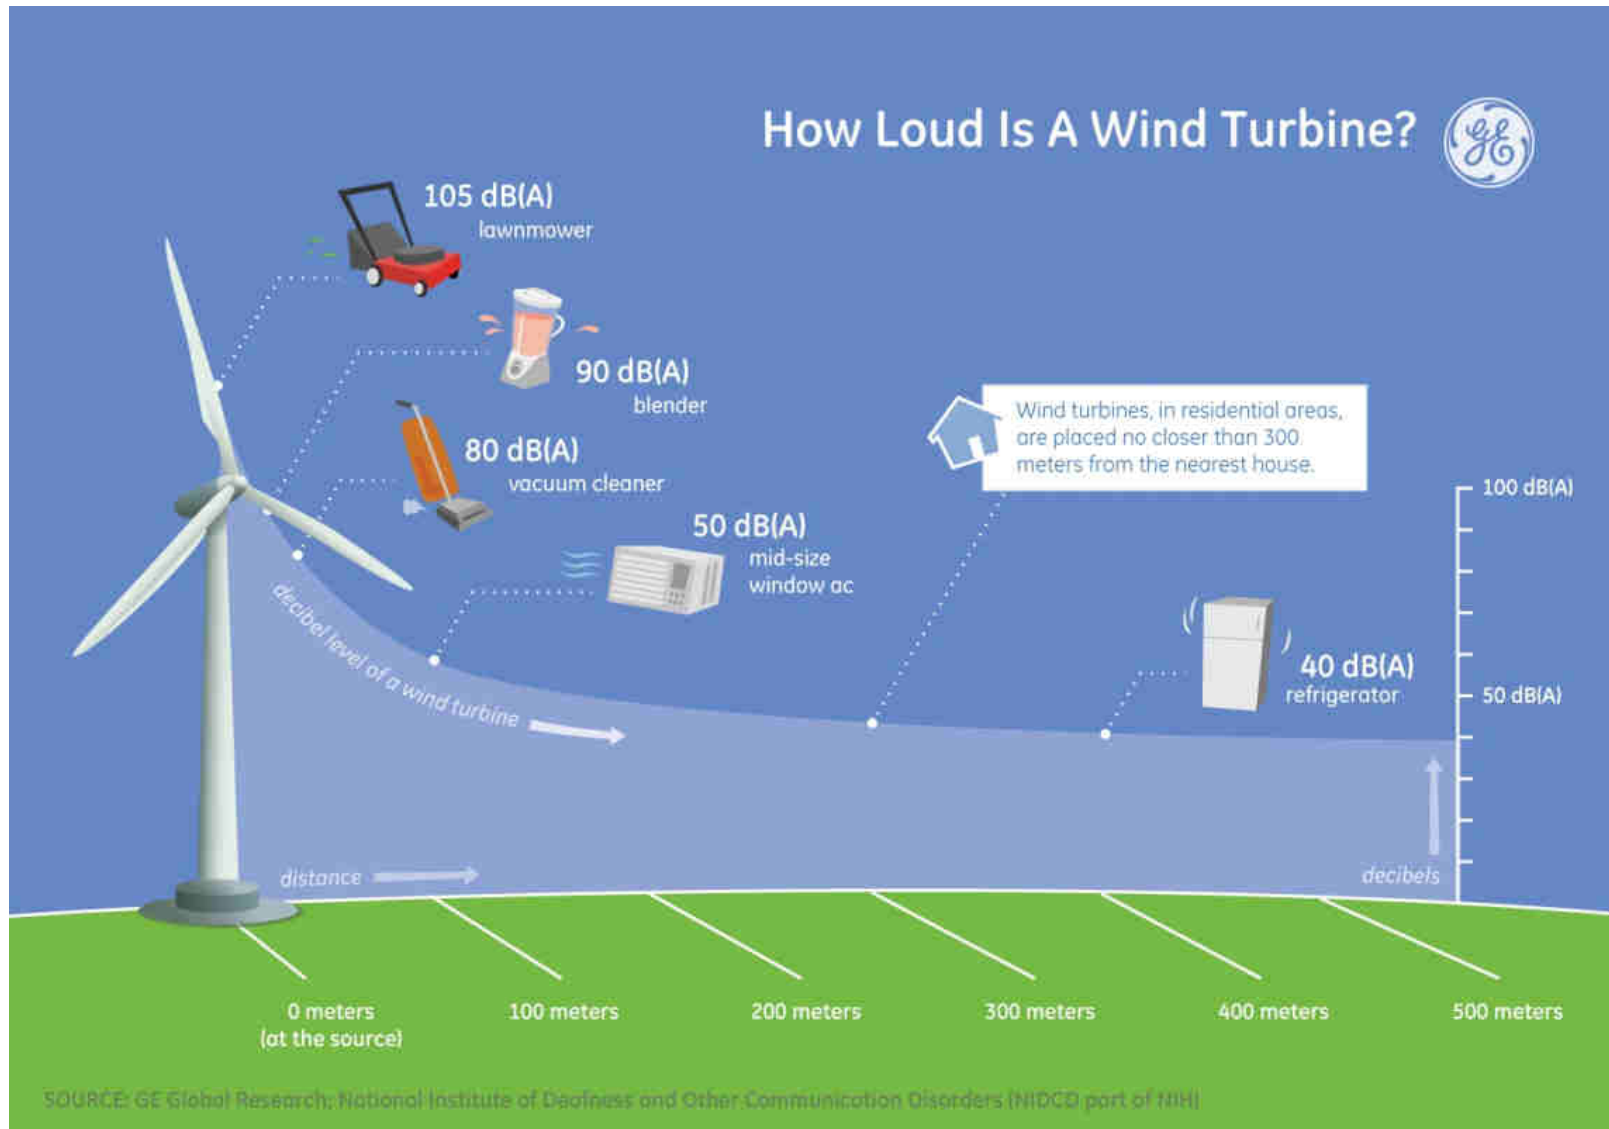 How Loud Is A Wind Turbine?
GE
105 dB(A)
lawnmower
90 dB(A)
blender
80 dB(A)
vacuum cleaner
50 dB(A)
mid-size
window ac
Wind turbines, in residential areas,
are placed no closer than 300
meters from the nearest house.
100 dB(A)
40 dB(A)
refrigerator
50 dB(A)
decibel level of a wind turbine
distance
decibels
0 meters
(at the source)
100 meters
200 meters
300 meters
400 meters
500 meters
SOURCE: GE Global Research; National Institute of Deafness and Other Communication Disorders (NIDCD part of NIH)